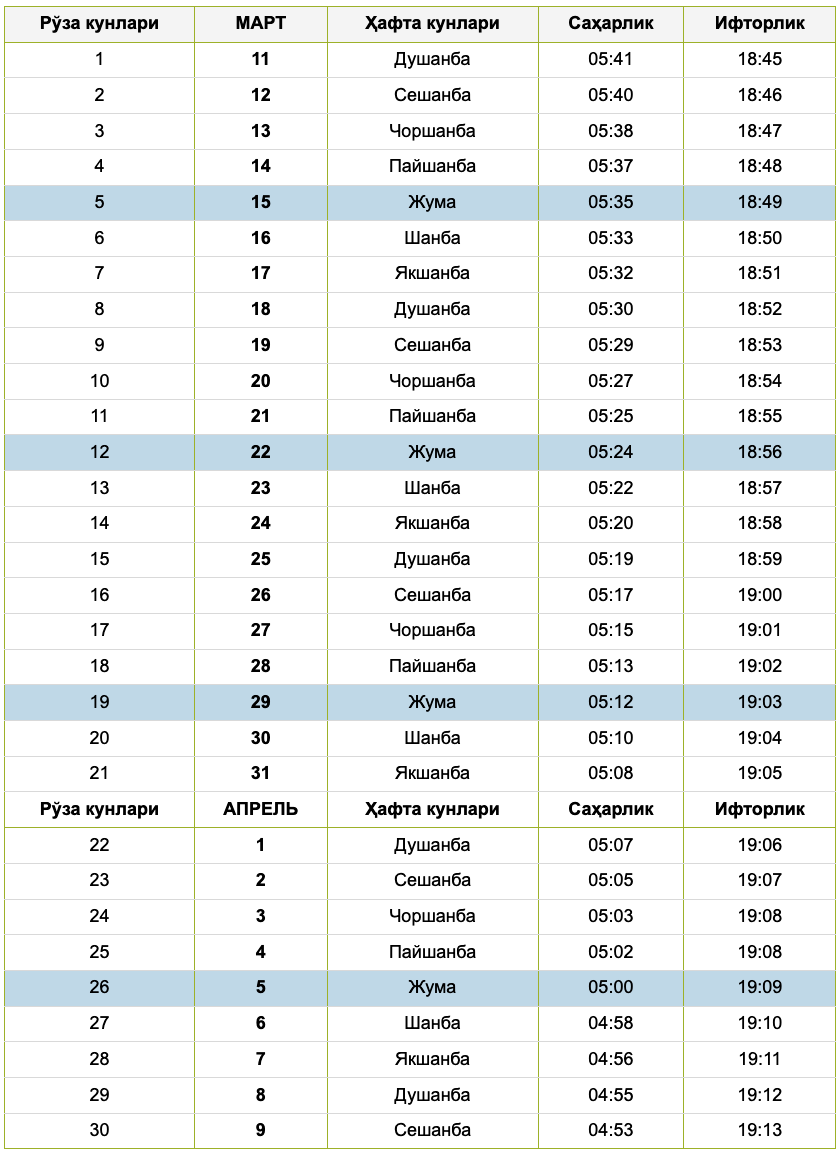 Рўза кунлари МАРТ Ҳафта кунлари Саҳарлик Ифторлик
1 11 Душанба 05:41 18:45
2 12 Сешанба 05:40 18:46
3 13 Чоршанба 05:38 18:47
4 14 Пайшанба 05:37 18:48
5 15 Жума 05:35 18:49
6 16 Шанба 05:33 18:50
7 17 Якшанба 05:32 18:51
8 18 Душанба 05:30 18:52
9 19 Сешанба 05:29 18:53
10 20 Чоршанба 05:27 18:54
11 21 Пайшанба 05:25 18:55
12 22 Жума 05:24 18:56
13 23 Шанба 05:22 18:57
14 24 Якшанба 05:20 18:58
15 25 Душанба 05:19 18:59
16 26 Сешанба 05:17 19:00
17 27 Чоршанба 05:15 19:01
18 28 Пайшанба 05:13 19:02
19 29 Жума 05:12 19:03
20 30 Шанба 05:10 19:04
21 31 Якшанба 05:08 19:05
Рўза кунлари АПРЕЛЬ Ҳафта кунлари Саҳарлик Ифторлик
22 1 Душанба 05:07 19:06
23 2 Сешанба 05:05 19:07
24 3 Чоршанба 05:03 19:08
25 4 Пайшанба 05:02 19:08
26 5 Жума 05:00 19:09
27 6 Шанба 04:58 19:10
28 7 Якшанба 04:56 19:11
29 8 Душанба 04:55 19:12
30 9 Сешанба 04:53 19:13